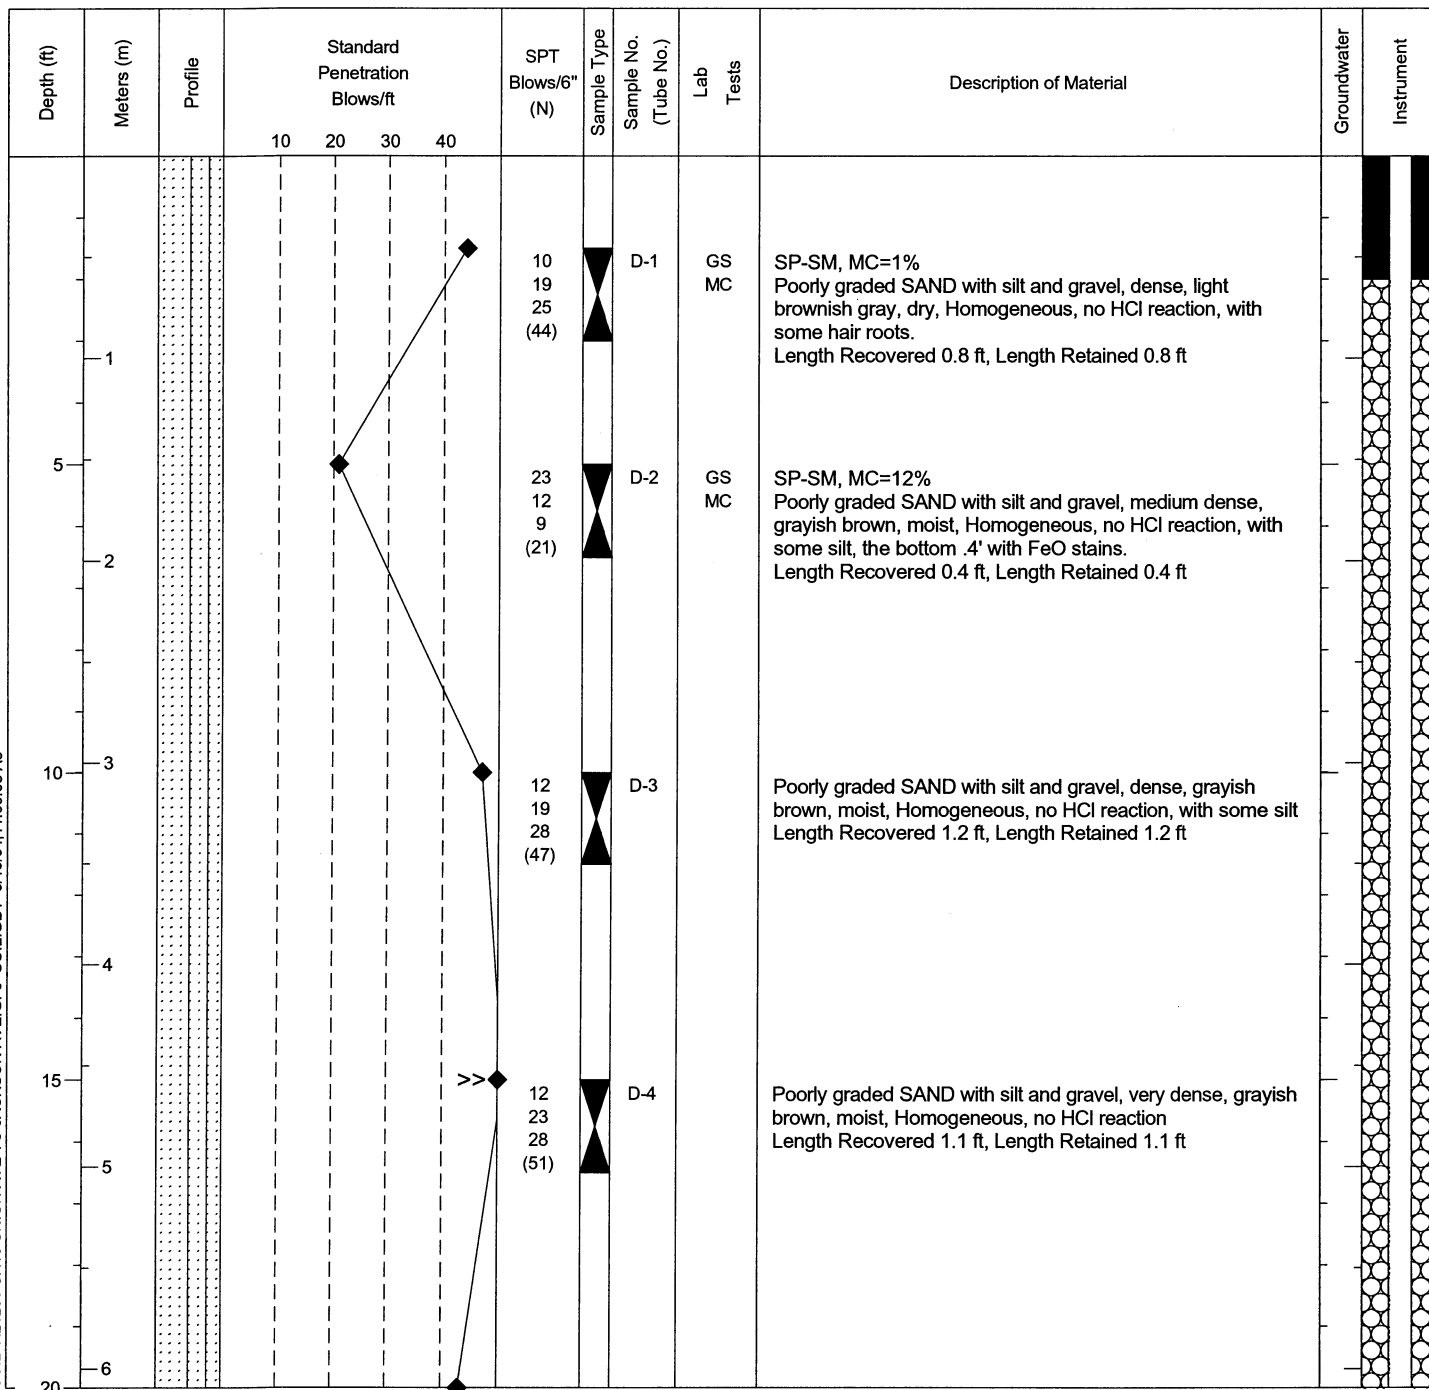 Depth (ft)
Meters (m)
Profile
Standard
Penetration
Blows/ft
10 20 30 40
SPT
Blows/6"
(N)
Sample Type
Sample No.
(Tube No.)
Lab
Tests
Description of Material
Groundwater
Instrument
10
19
25
(44)
D-1
GS
MC
SP-SM, MC=1%
Poorly graded SAND with silt and gravel, dense, light
brownish gray, dry, Homogeneous, no HCl reaction, with
some hair roots.
Length Recovered 0.8 ft, Length Retained 0.8 ft
1
5
23
12
9
(21)
D-2
GS
MC
SP-SM, MC=12%
Poorly graded SAND with silt and gravel, medium dense,
grayish brown, moist, Homogeneous, no HCl reaction, with
some silt, the bottom .4' with FeO stains.
Length Recovered 0.4 ft, Length Retained 0.4 ft
2
3
10
12
19
28
(47)
D-3
Poorly graded SAND with silt and gravel, dense, grayish
brown, moist, Homogeneous, no HCl reaction, with some silt
Length Recovered 1.2 ft, Length Retained 1.2 ft
4
15
>>
12
23
28
(51)
D-4
Poorly graded SAND with silt and gravel, very dense, grayish
brown, moist, Homogeneous, no HCl reaction
Length Recovered 1.1 ft, Length Retained 1.1 ft
5
6
20